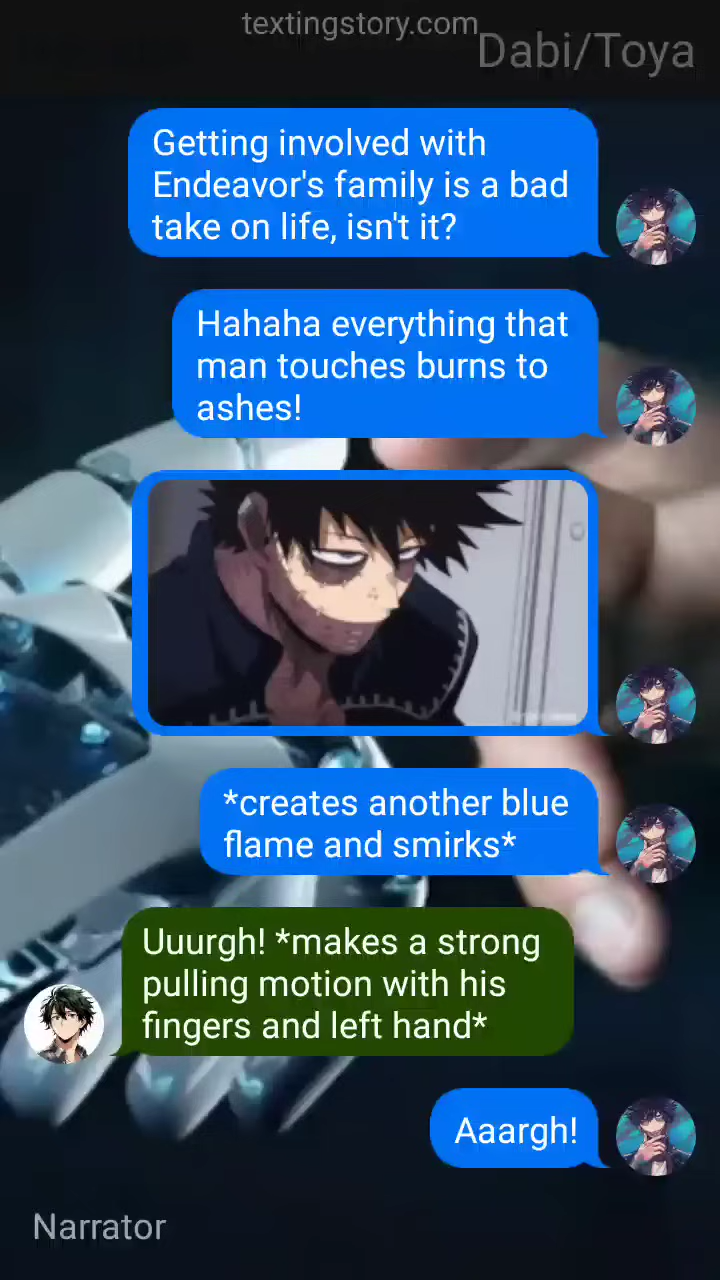 textingstory.com
Dabi/Toya
Getting involved with
Endeavor's family is a bad
take on life, isn't it?
Hahaha everything that
man touches burns to
ashes!
*creates another blue
flame and smirks*
Uuurgh! *makes a strong
pulling motion with his
fingers and left hand*
Aaargh!
Narrator